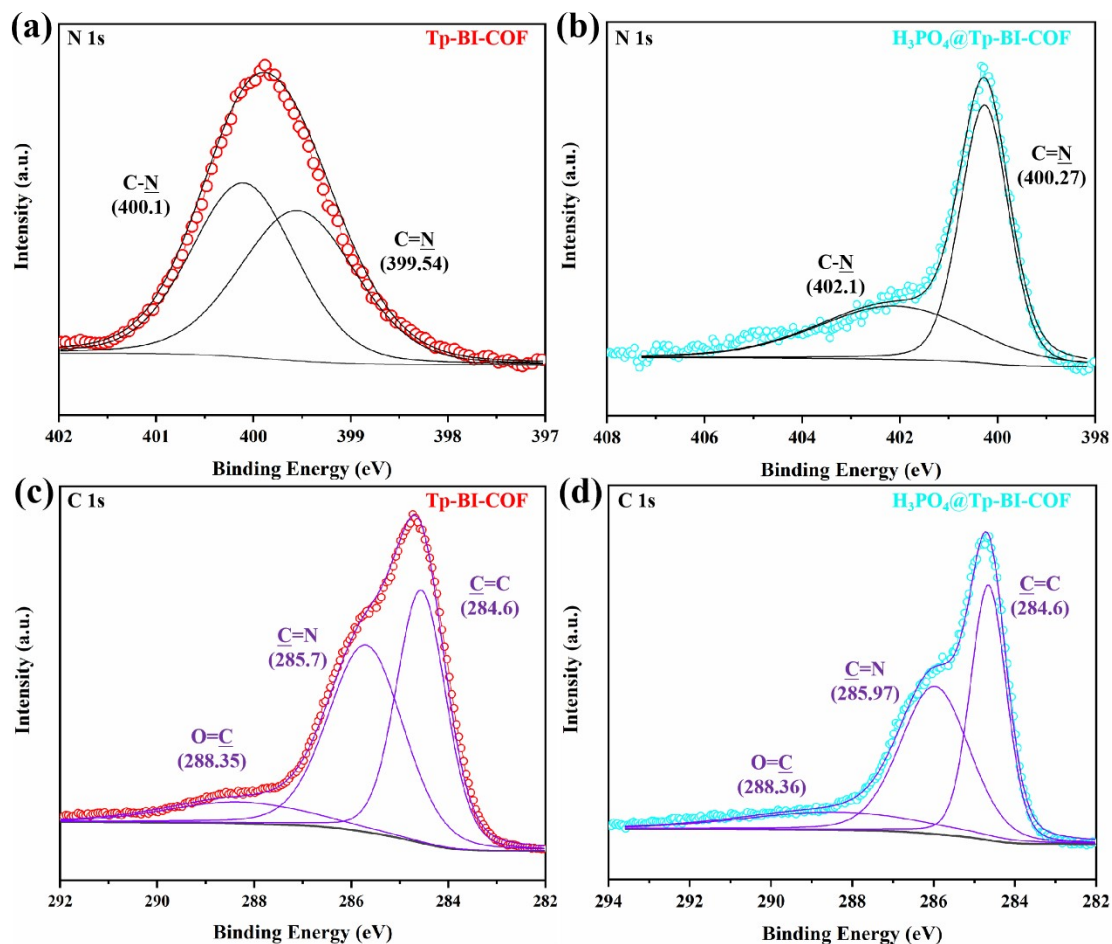 (a)
N 1s
Tp-BI-COF
C-N
(400.1)
C=N
(399.54)
Intensity (a.u.)
402 401 400 399 398 397
Binding Energy (eV)
(b)
N 1s
H₃PO₄@Tp-BI-COF
C=N
(400.27)
C-N
(402.1)
Intensity (a.u.)
408 406 404 402 400 398
Binding Energy (eV)
(c)
C 1s
Tp-BI-COF
C=C
(284.6)
C=N
(285.7)
O=C
(288.35)
Intensity (a.u.)
292 290 288 286 284 282
Binding Energy (eV)
(d)
C 1s
H₃PO₄@Tp-BI-COF
C=C
(284.6)
C=N
(285.97)
O=C
(288.36)
Intensity (a.u.)
294 292 290 288 286 284 282
Binding Energy (eV)